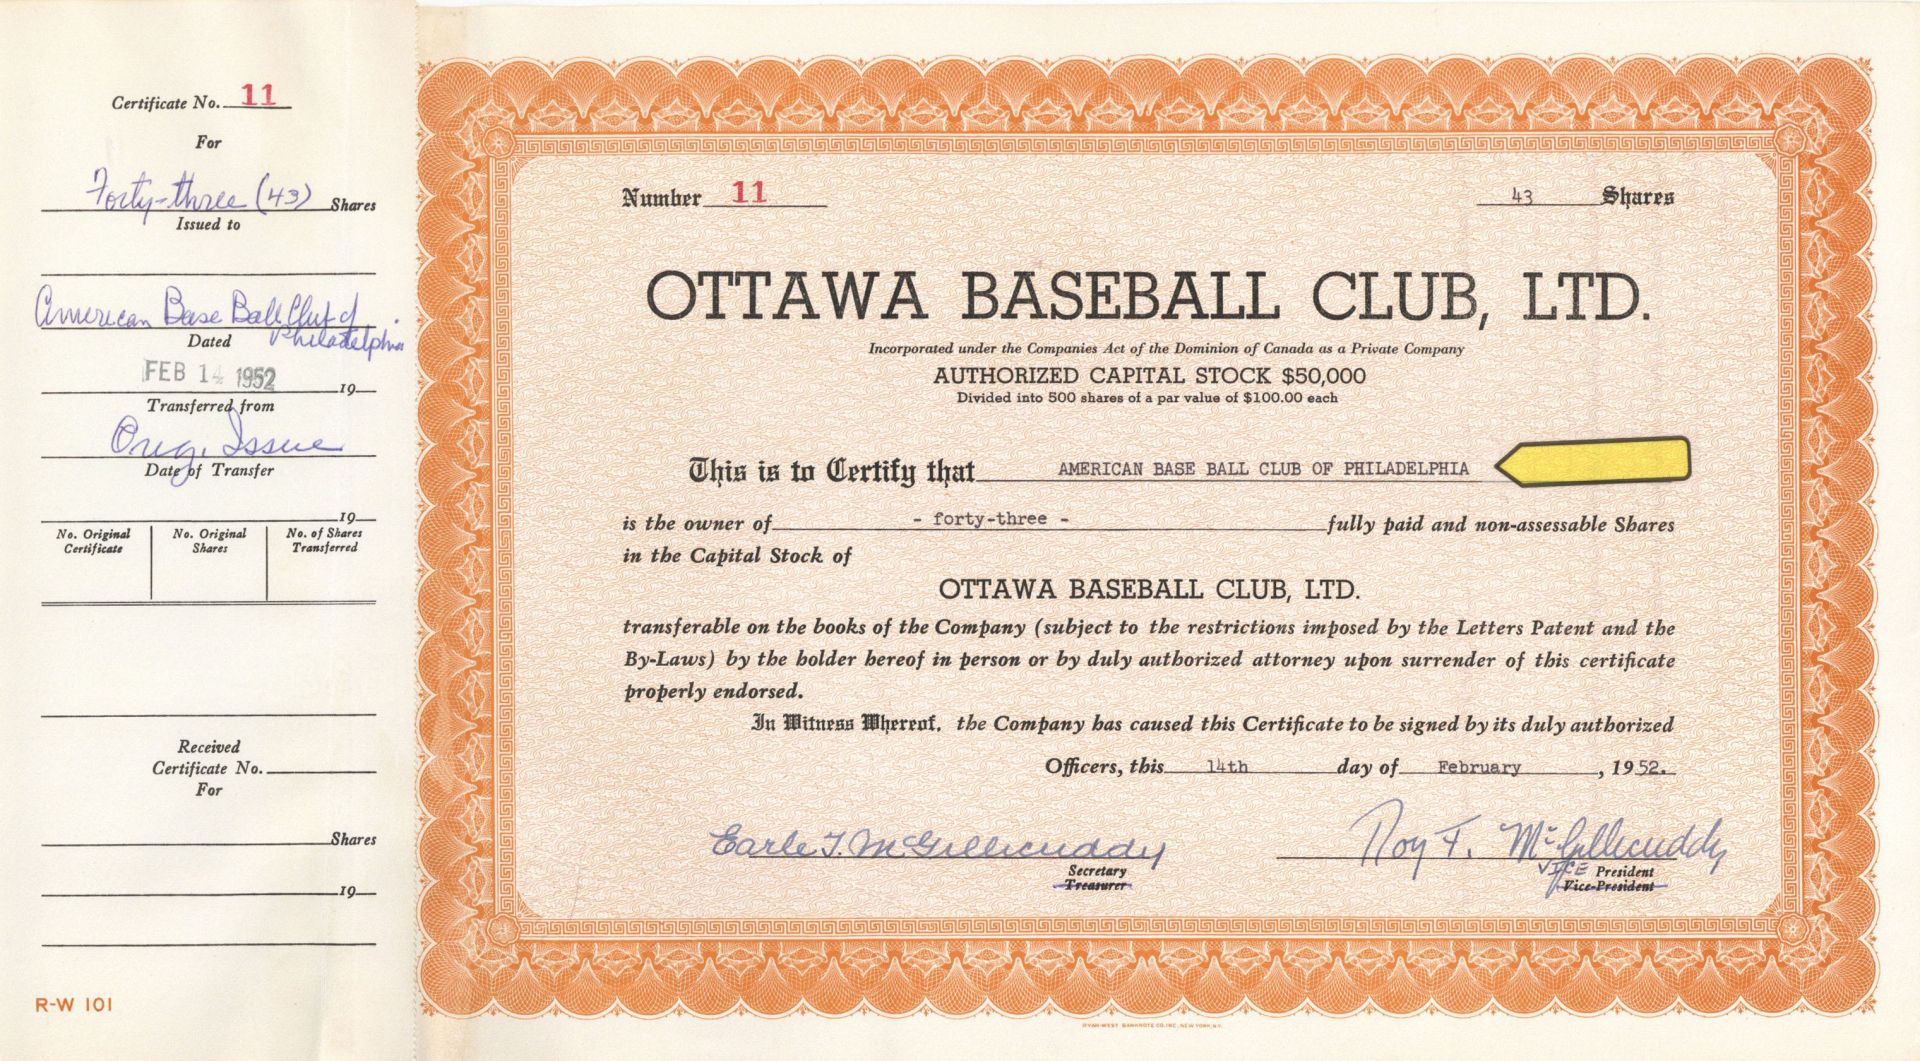 Certificate No. 11
For
Forty-three (43) Shares
Issued to
American Base Ball Club of
Philadelphia
Dated
FEB 14 1952 19
Transferred from
Orig. Issue
Date of Transfer
19
No. Original Certificate
No. Original Shares
No. of Shares Transferred
Received
Certificate No.
For
Shares
19
R-W 101
Number 11
43 Shares
OTTAWA BASEBALL CLUB, LTD.
Incorporated under the Companies Act of the Dominion of Canada as a Private Company
AUTHORIZED CAPITAL STOCK $50,000
Divided into 500 shares of a par value of $100.00 each
This is to Certify that AMERICAN BASE BALL CLUB OF PHILADELPHIA
is the owner of - forty-three - fully paid and non-assessable Shares
in the Capital Stock of
OTTAWA BASEBALL CLUB, LTD.
transferable on the books of the Company (subject to the restrictions imposed by the Letters Patent and the
By-Laws) by the holder hereof in person or by duly authorized attorney upon surrender of this certificate
properly endorsed.
In Witness Whereof, the Company has caused this Certificate to be signed by its duly authorized
Officers, this 14th day of February, 1952.
Earle T. McGillicuddy
Secretary
Treasurer
Roy F. McGillicuddy
VICE President
Vice-President
RYAN-WEST BANKNOTE CO. INC., NEW YORK, N.Y.